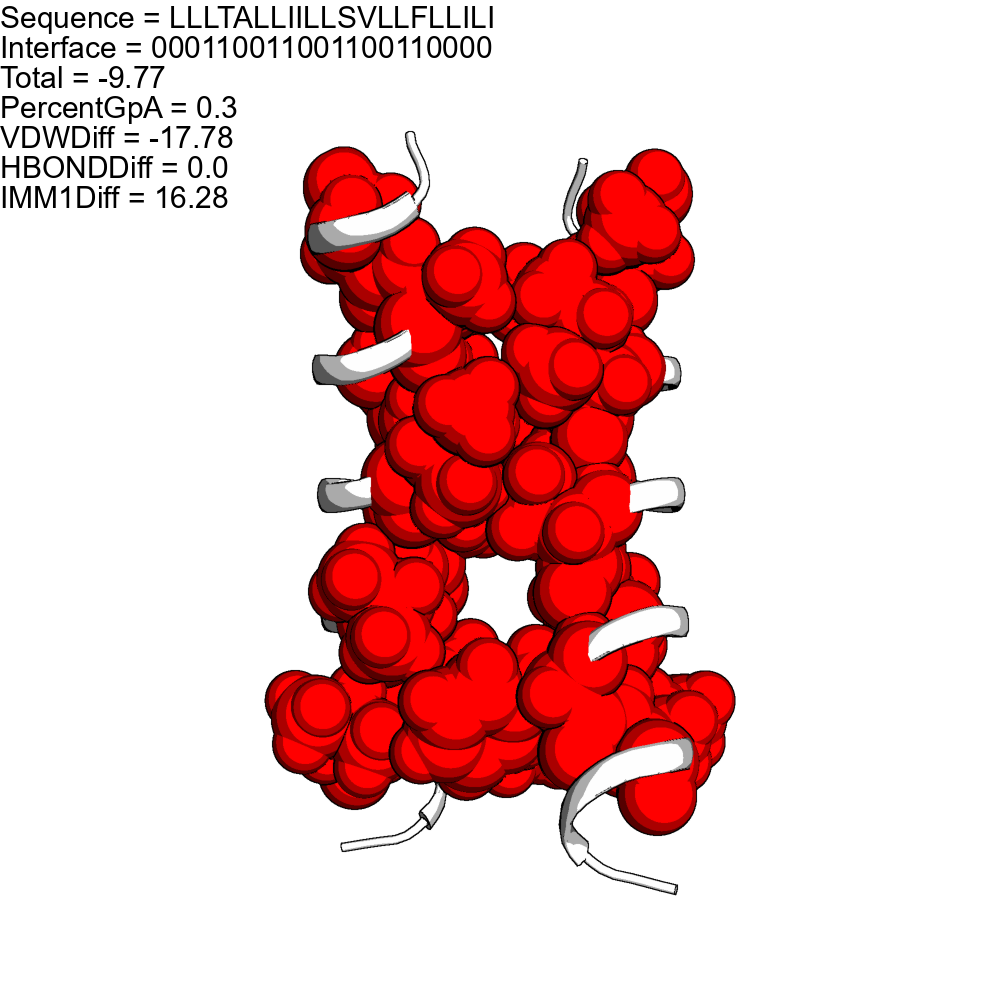 Sequence = LLLTALLIILLSVLLFLLILI
Interface = 000110011001100110000
Total = -9.77
PercentGpA = 0.3
VDWDiff = -17.78
HBONDDiff = 0.0
IMM1Diff = 16.28